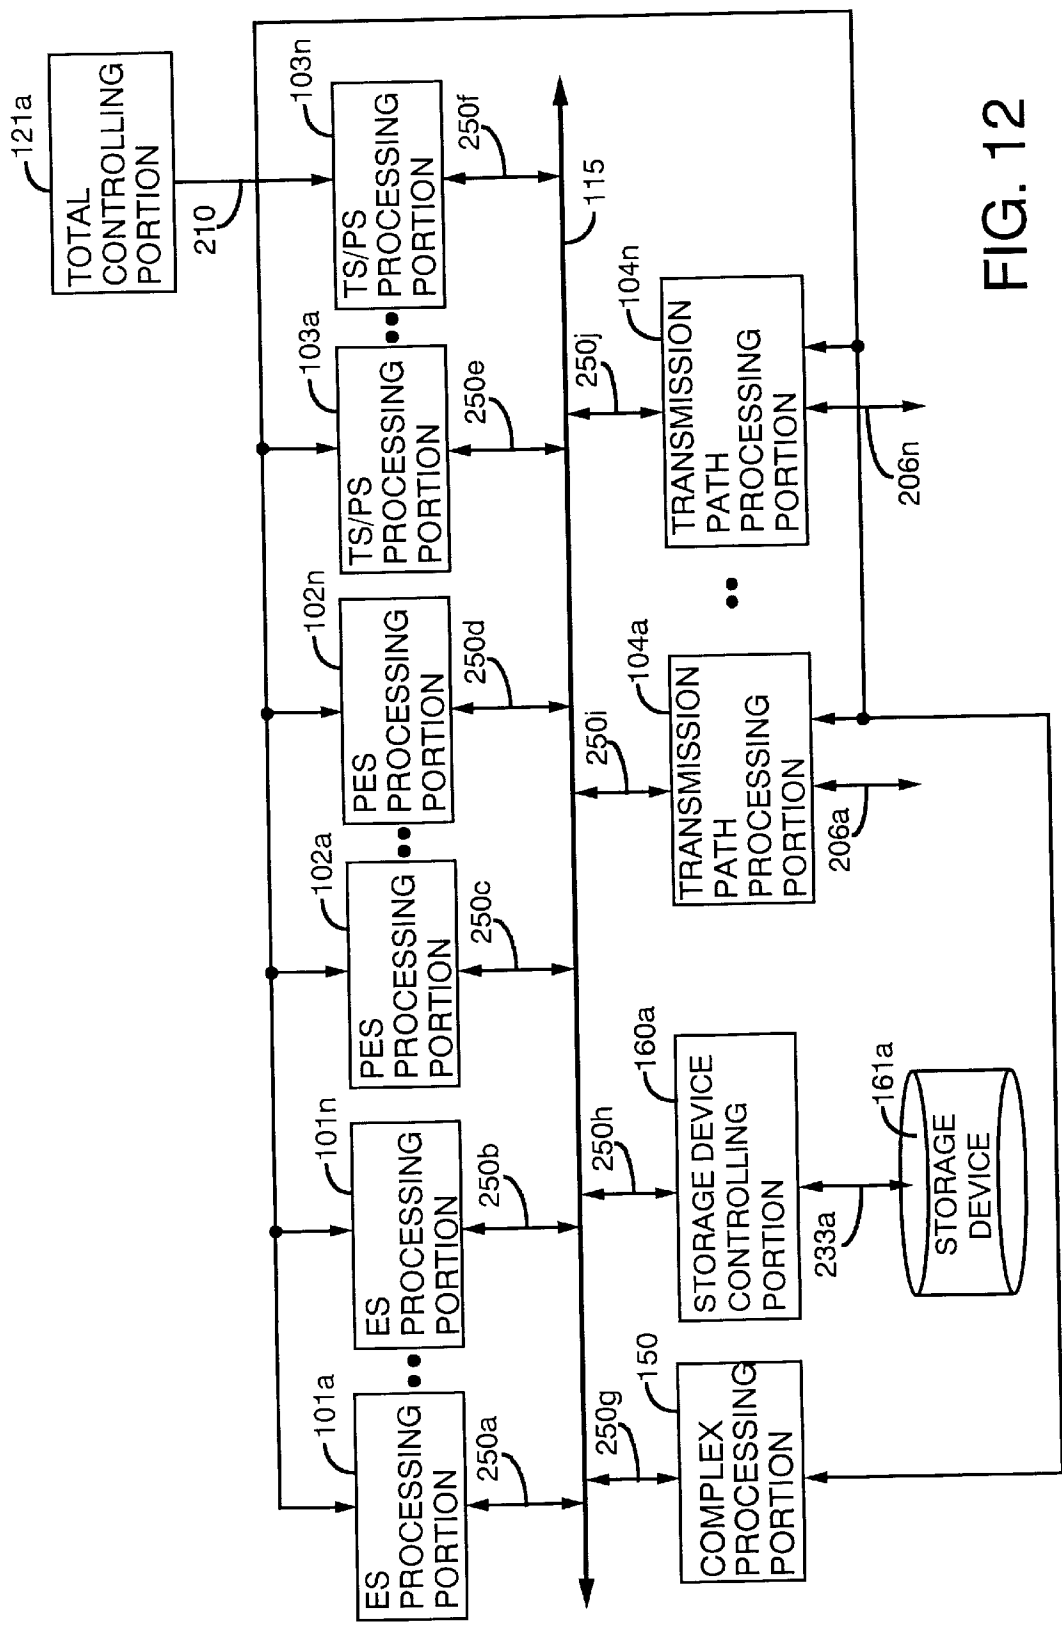 121a
TOTAL
CONTROLLING
PORTION
210
101a
ES
PROCESSING
PORTION
101n
ES
PROCESSING
PORTION
102a
PES
PROCESSING
PORTION
102n
PES
PROCESSING
PORTION
103a
TS/PS
PROCESSING
PORTION
103n
TS/PS
PROCESSING
PORTION
250a
250b
250c
250d
250e
250f
115
250g
250h
250i
250j
150
COMPLEX
PROCESSING
PORTION
160a
STORAGE DEVICE
CONTROLLING
PORTION
104a
TRANSMISSION
PATH
PROCESSING
PORTION
104n
TRANSMISSION
PATH
PROCESSING
PORTION
233a
206a
206n
161a
STORAGE
DEVICE
FIG. 12